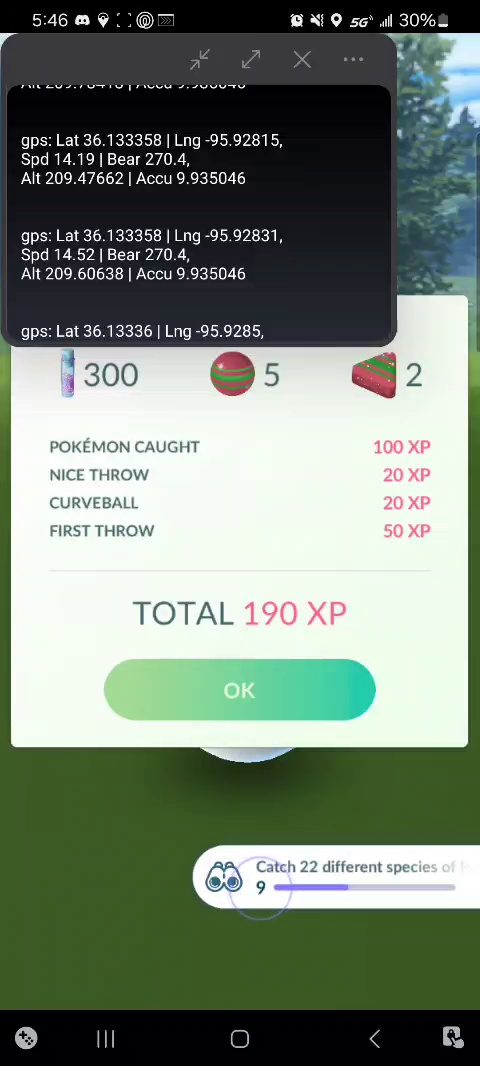 5:46
5G
30%
Alt 209.73418 | Accu 9.935046
gps: Lat 36.133358 | Lng -95.92815,
Spd 14.19 | Bear 270.4,
Alt 209.47662 | Accu 9.935046
gps: Lat 36.133358 | Lng -95.92831,
Spd 14.52 | Bear 270.4,
Alt 209.60638 | Accu 9.935046
gps: Lat 36.13336 | Lng -95.9285,
300 5 2
POKÉMON CAUGHT 100 XP
NICE THROW 20 XP
CURVEBALL 20 XP
FIRST THROW 50 XP
TOTAL 190 XP
OK
Catch 22 different species of
9